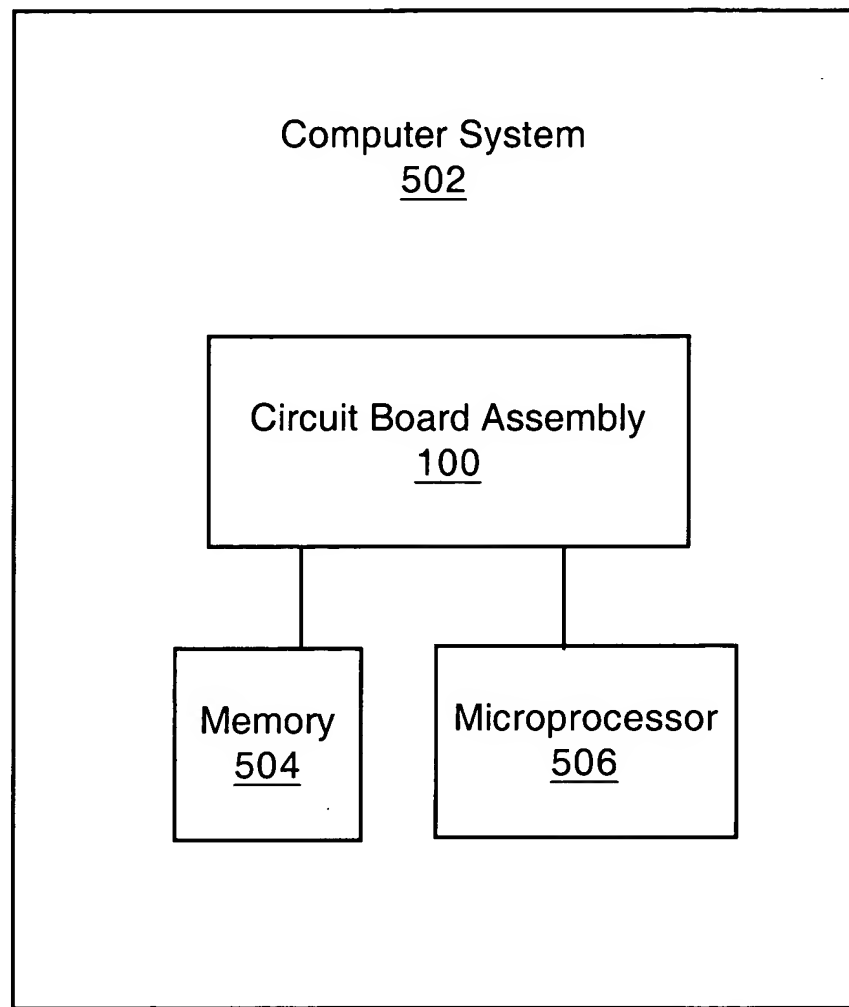 Computer System
502
Circuit Board Assembly
100
Memory
504
Microprocessor
506